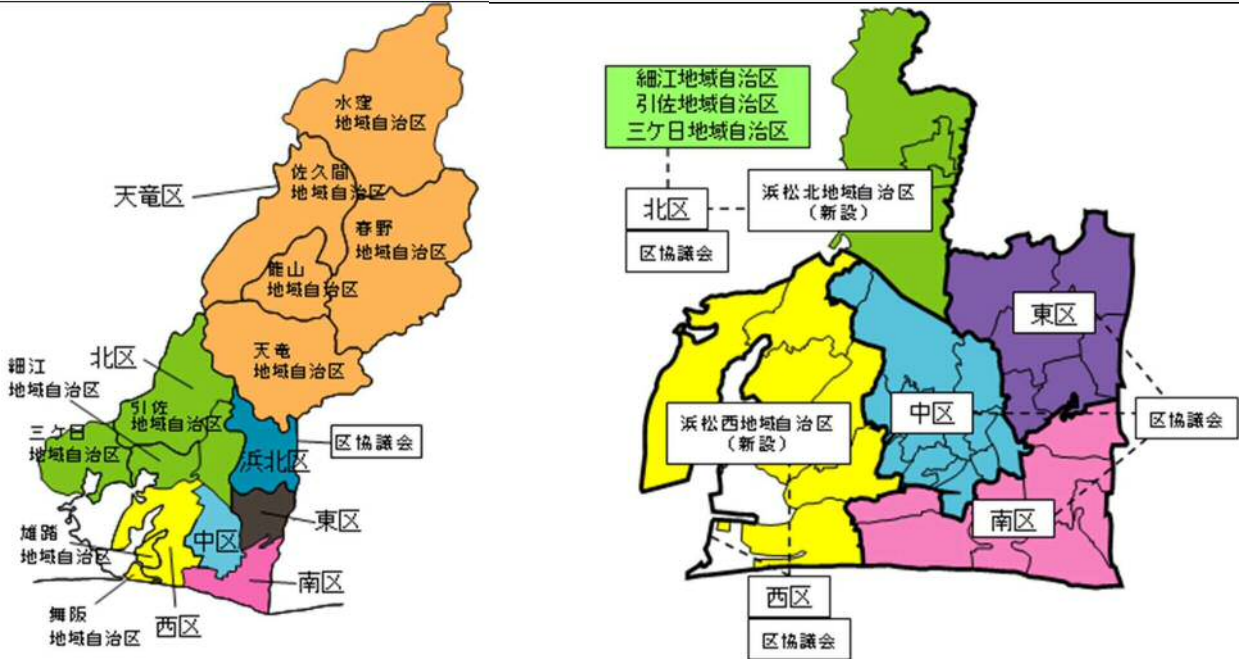 水窪
地域自治区
佐久間
地域自治区
天竜区
春野
地域自治区
龍山
地域自治区
天竜
地域自治区
北区
細江
地域自治区
引佐
地域自治区
三ケ日
地域自治区
浜北区
区協議会
東区
中区
雄踏
地域自治区
南区
舞阪
地域自治区
西区
細江地域自治区
引佐地域自治区
三ケ日地域自治区
北区
区協議会
浜松北地域自治区
(新設)
東区
中区
区協議会
浜松西地域自治区
(新設)
南区
西区
区協議会